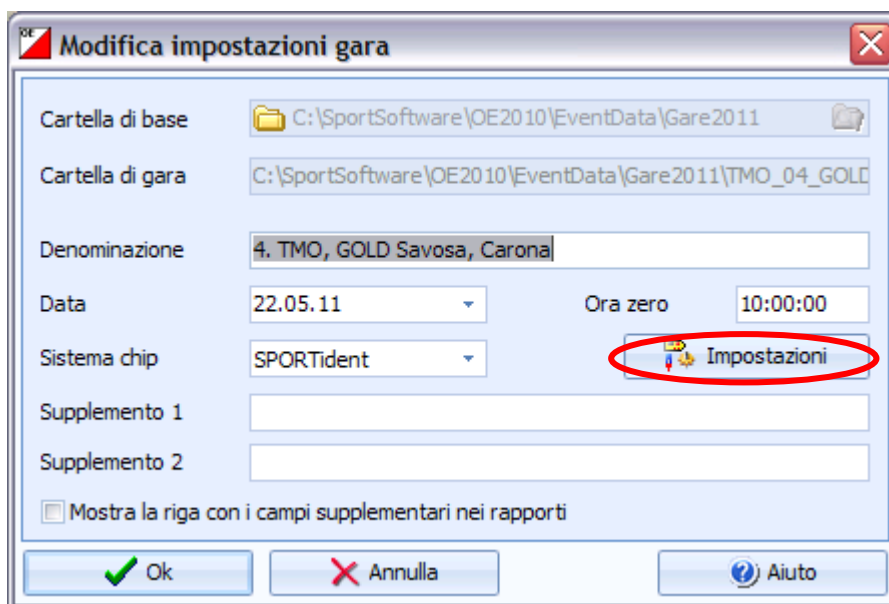 OE
Modifica impostazioni gara
Cartella di base C:\SportSoftware\OE2010\EventData\Gare2011
Cartella di gara C:\SportSoftware\OE2010\EventData\Gare2011\TMO_04_GOLD
Denominazione 4. TMO, GOLD Savosa, Carona
Data 22.05.11 Ora zero 10:00:00
Sistema chip SPORTident Impostazioni
Supplemento 1
Supplemento 2
Mostra la riga con i campi supplementari nei rapporti
Ok Annulla Aiuto